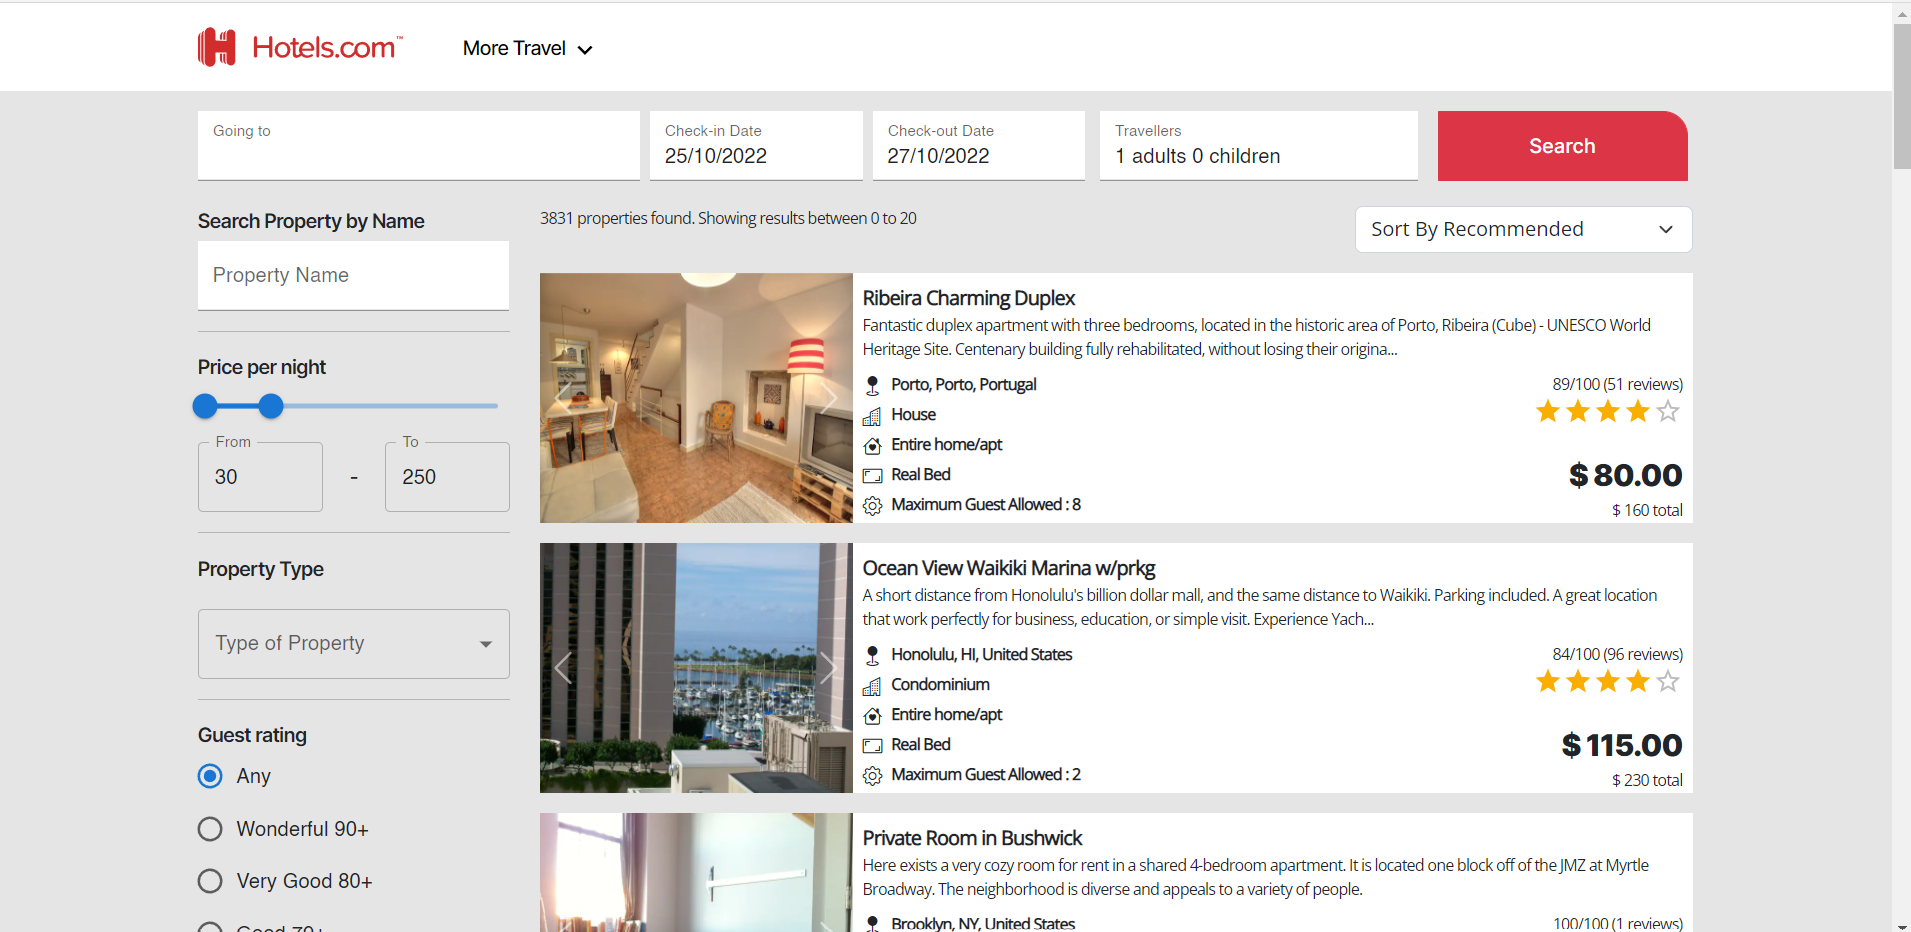 Hotels.com™
More Travel
Going to
Check-in Date
25/10/2022
Check-out Date
27/10/2022
Travellers
1 adults 0 children
Search
Search Property by Name
Property Name
Price per night
From
30
-
To
250
Property Type
Type of Property
Guest rating
Any
Wonderful 90+
Very Good 80+
Good 70+
3831 properties found. Showing results between 0 to 20
Sort By Recommended
Ribeira Charming Duplex
Fantastic duplex apartment with three bedrooms, located in the historic area of Porto, Ribeira (Cube) - UNESCO World
Heritage Site. Centenary building fully rehabilitated, without losing their origina...
Porto, Porto, Portugal
House
Entire home/apt
Real Bed
Maximum Guest Allowed : 8
89/100 (51 reviews)
$ 80.00
$ 160 total
Ocean View Waikiki Marina w/prkg
A short distance from Honolulu's billion dollar mall, and the same distance to Waikiki. Parking included. A great location
that work perfectly for business, education, or simple visit. Experience Yach...
Honolulu, HI, United States
Condominium
Entire home/apt
Real Bed
Maximum Guest Allowed : 2
84/100 (96 reviews)
$ 115.00
$ 230 total
Private Room in Bushwick
Here exists a very cozy room for rent in a shared 4-bedroom apartment. It is located one block off of the JMZ at Myrtle
Broadway. The neighborhood is diverse and appeals to a variety of people.
Brooklyn, NY, United States
100/100 (1 reviews)